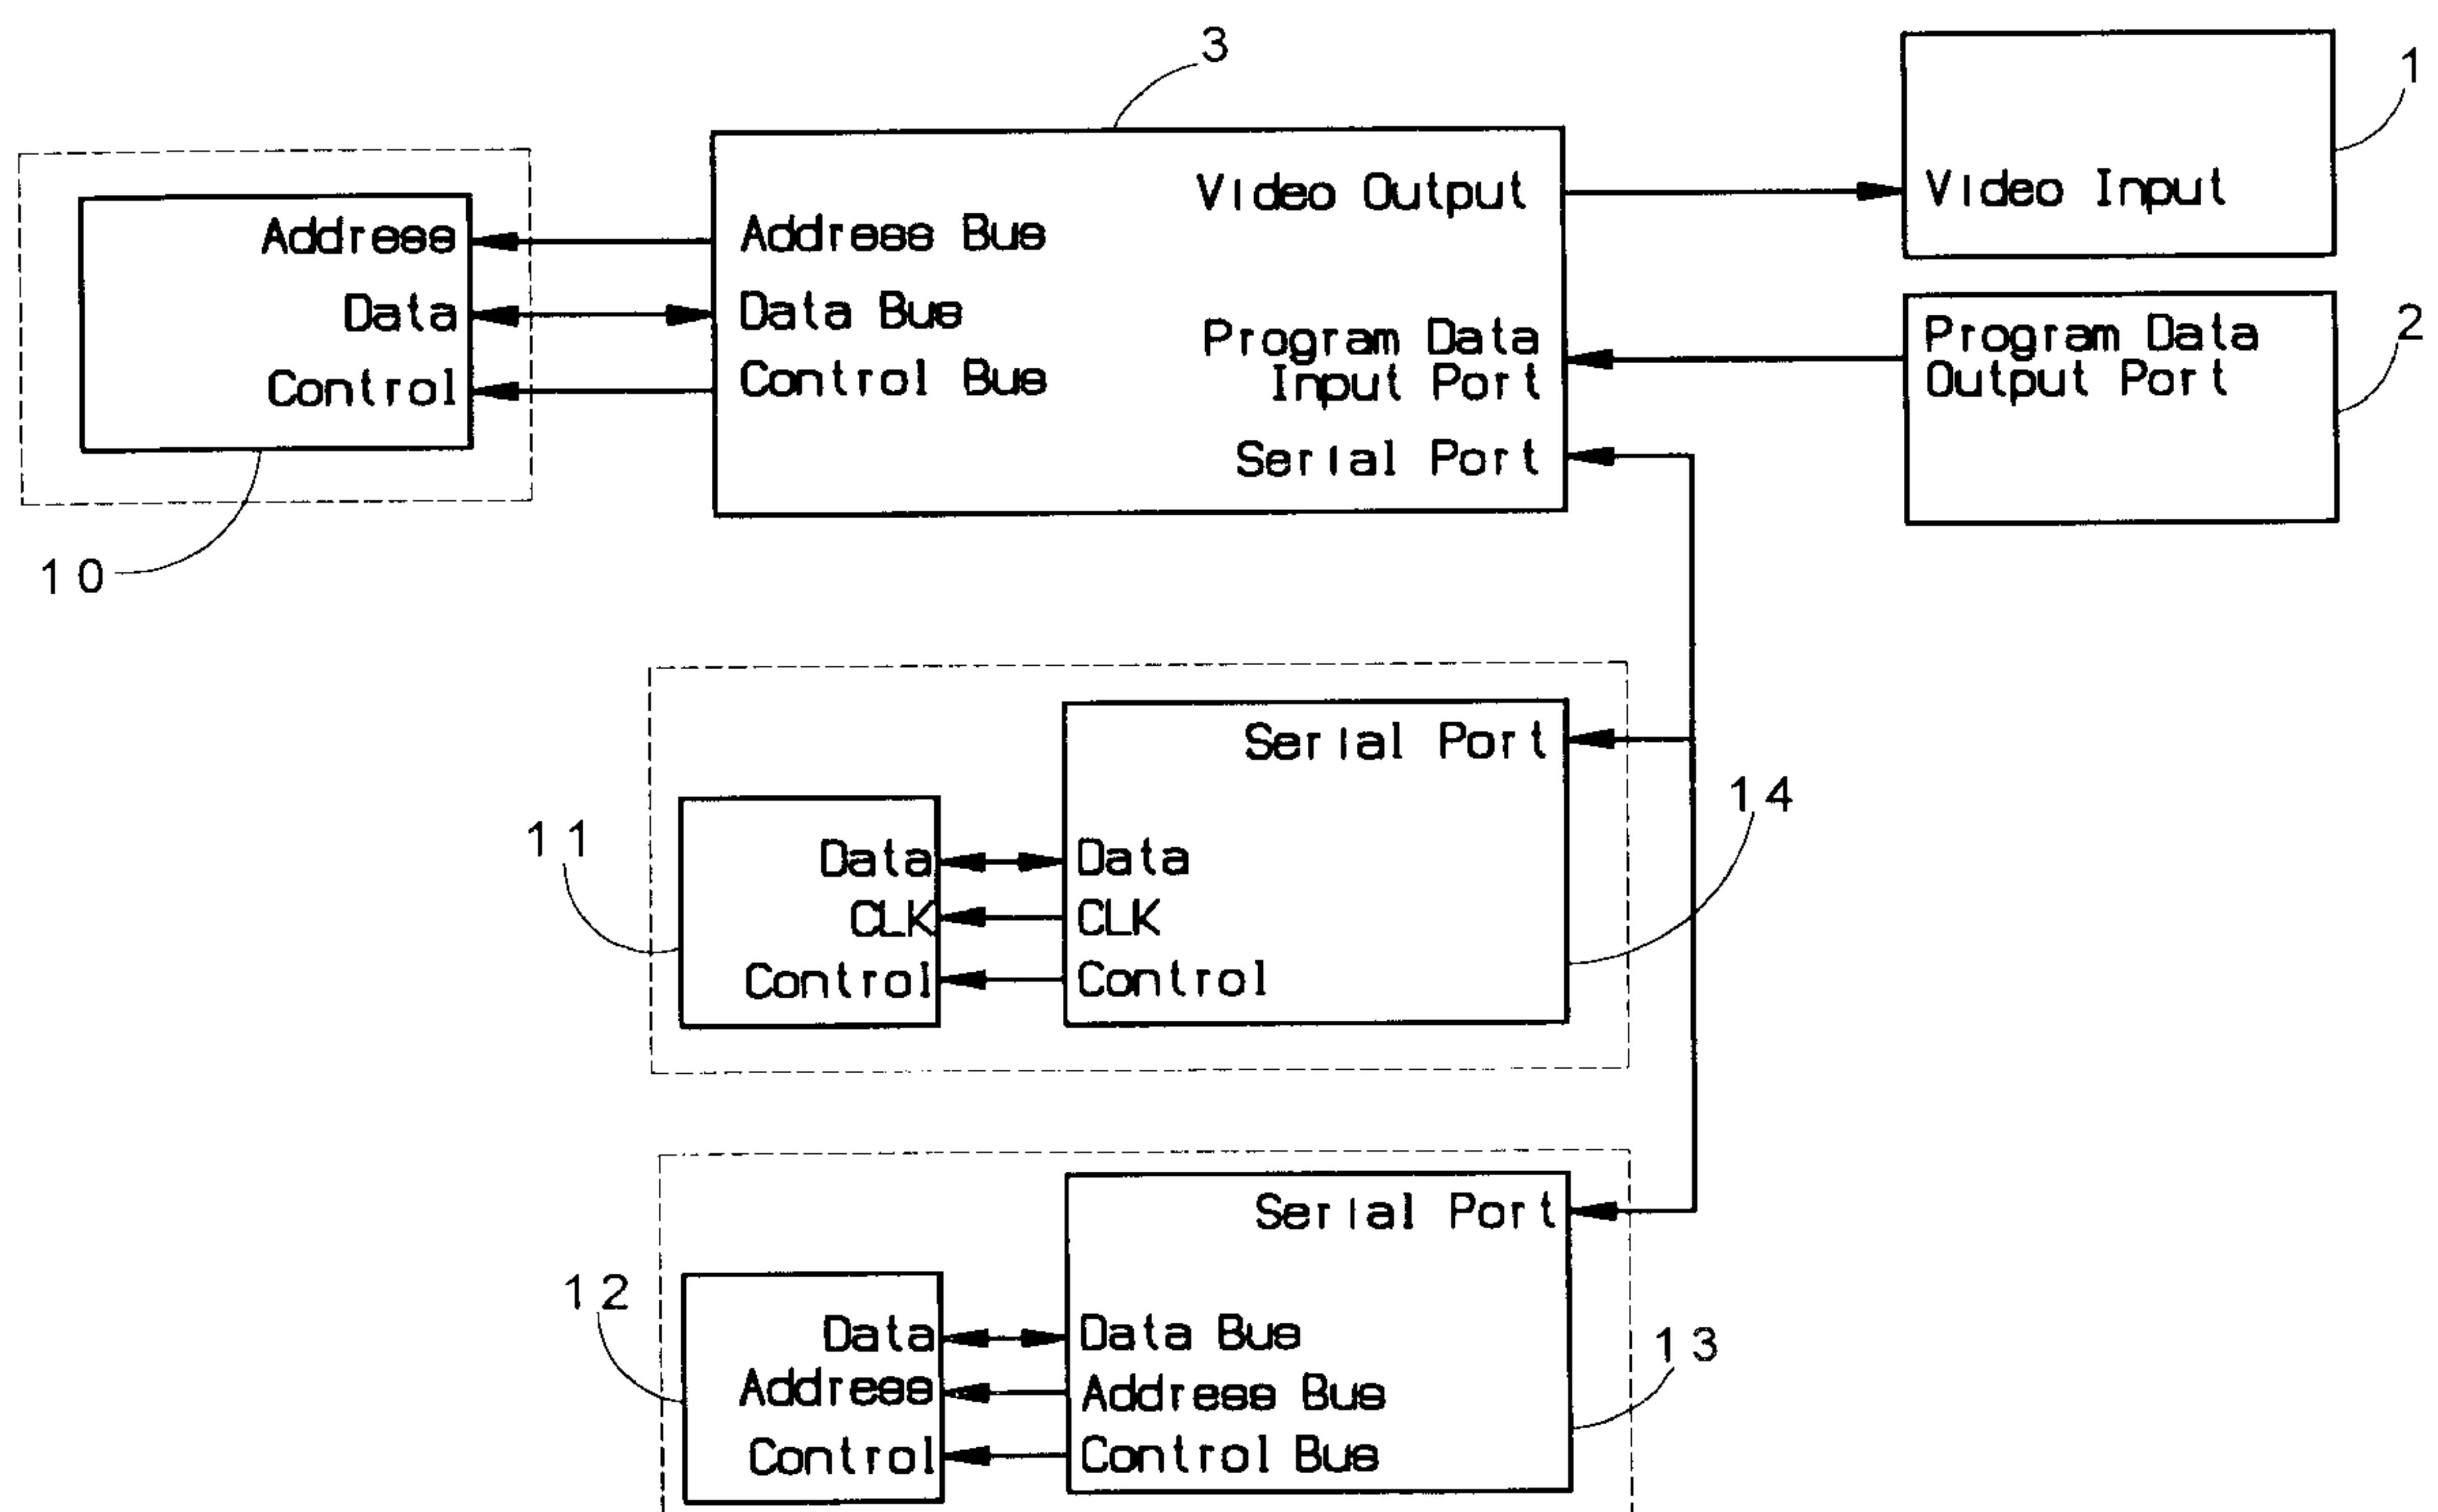 3
1
Video Output
Video Input
Address
Address Bus
Data
Data Bus
Program Data
Input Port
Program Data
Output Port
2
Control
Control Bus
Serial Port
10
Serial Port
14
11
Data
Data
CLK
CLK
Control
Control
Serial Port
12
Data
Data Bus
13
Address
Address Bus
Control
Control Bus